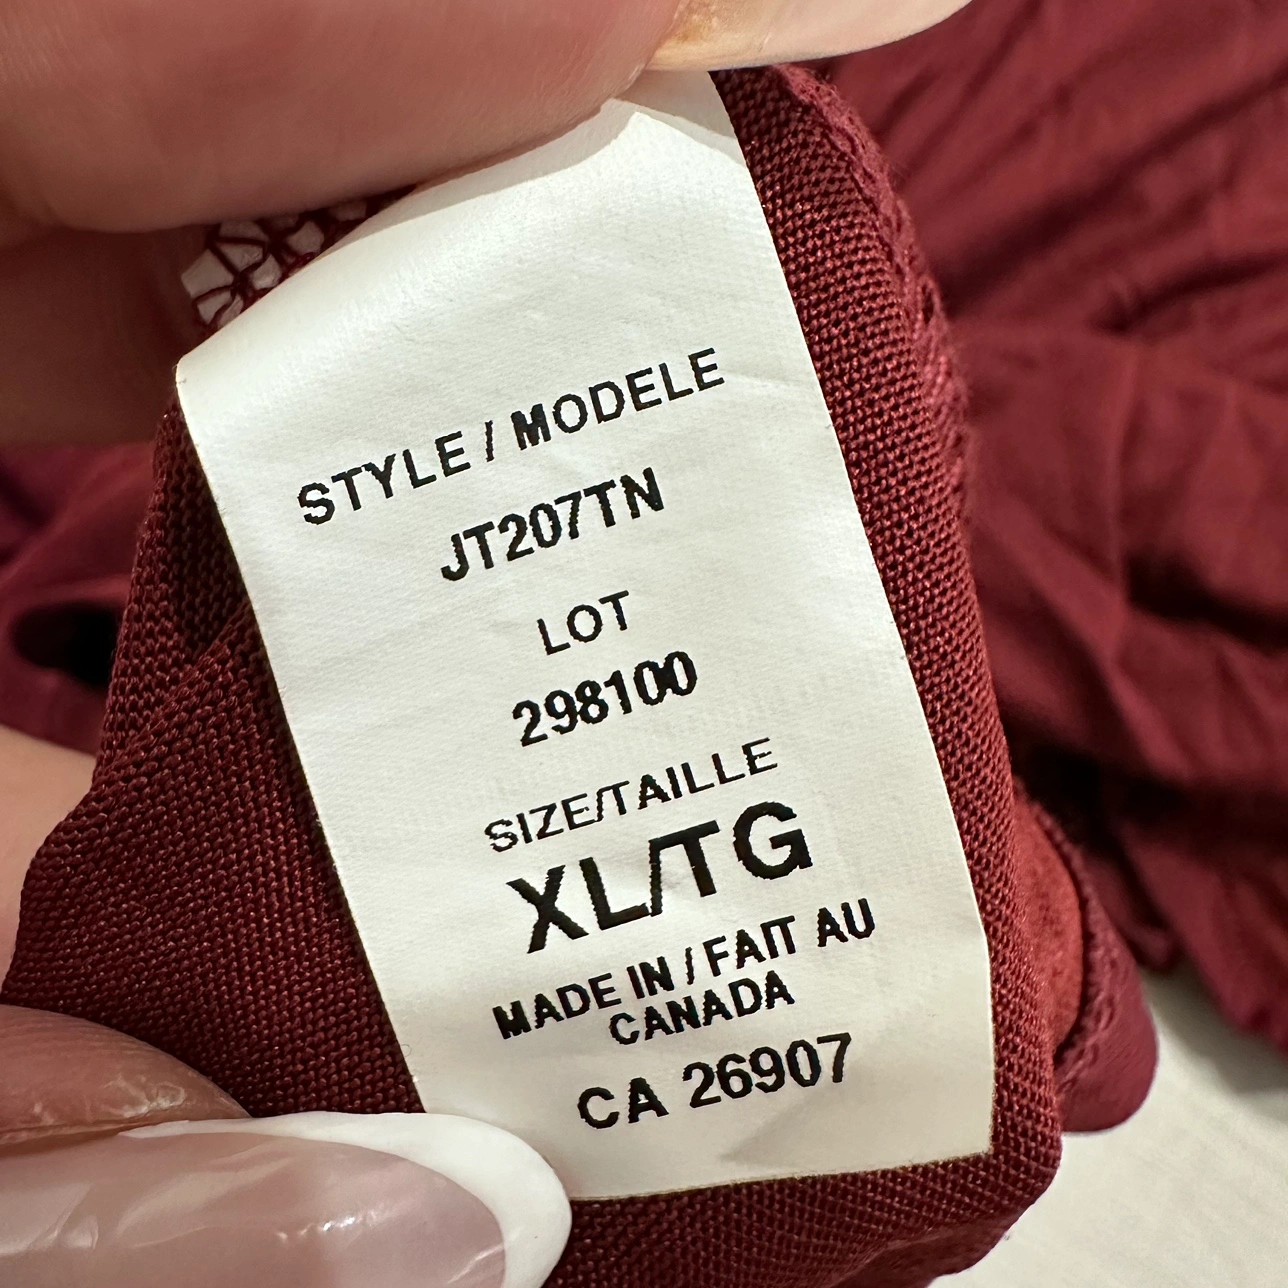 STYLE / MODELE
JT207TN
LOT
298100
SIZE/TAILLE
XL/TG
MADE IN / FAIT AU
CANADA
CA 26907